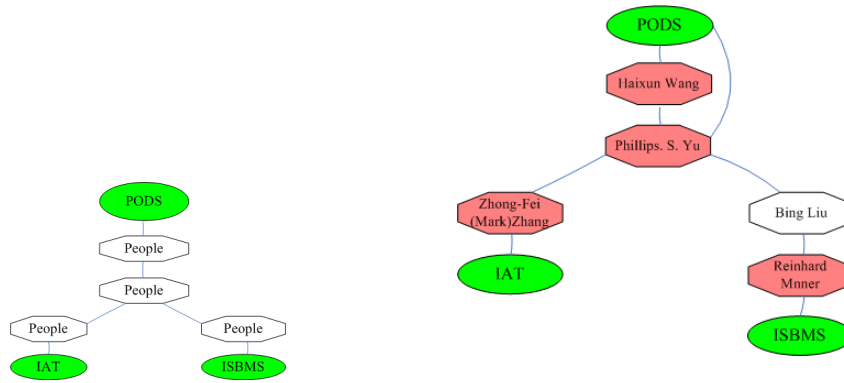 PODS
People
People
People
People
IAT
ISBMS
PODS
Haixun Wang
Phillips. S. Yu
Zhong-Fei
(Mark)Zhang
Bing Liu
IAT
Reinhard
Mnner
ISBMS